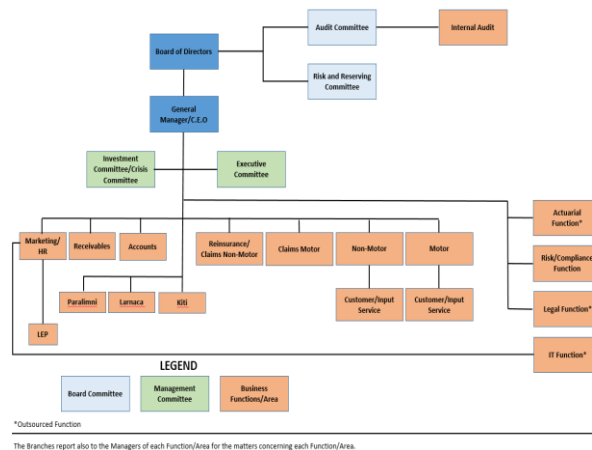 Audit Committee
Internal Audit
Board of Directors
Risk and Reserving
Committee
General
Manager/C.E.O
Investment
Committee/Crisis
Committee
Executive
Committee
Actuarial
Function*
Marketing/
HR
Receivables
Accounts
Reinsurance/
Claims Non-Motor
Claims Motor
Non-Motor
Motor
Risk/Compliance
Function
Paralimni
Larnaca
Kiti
Customer/Input
Service
Customer/Input
Service
Legal Function*
LEP
IT Function*
LEGEND
Board Committee
Management
Committee
Business
Functions/Area
*Outsourced Function
The Branches report also to the Managers of each Function/Area for the matters concerning each Function/Area.